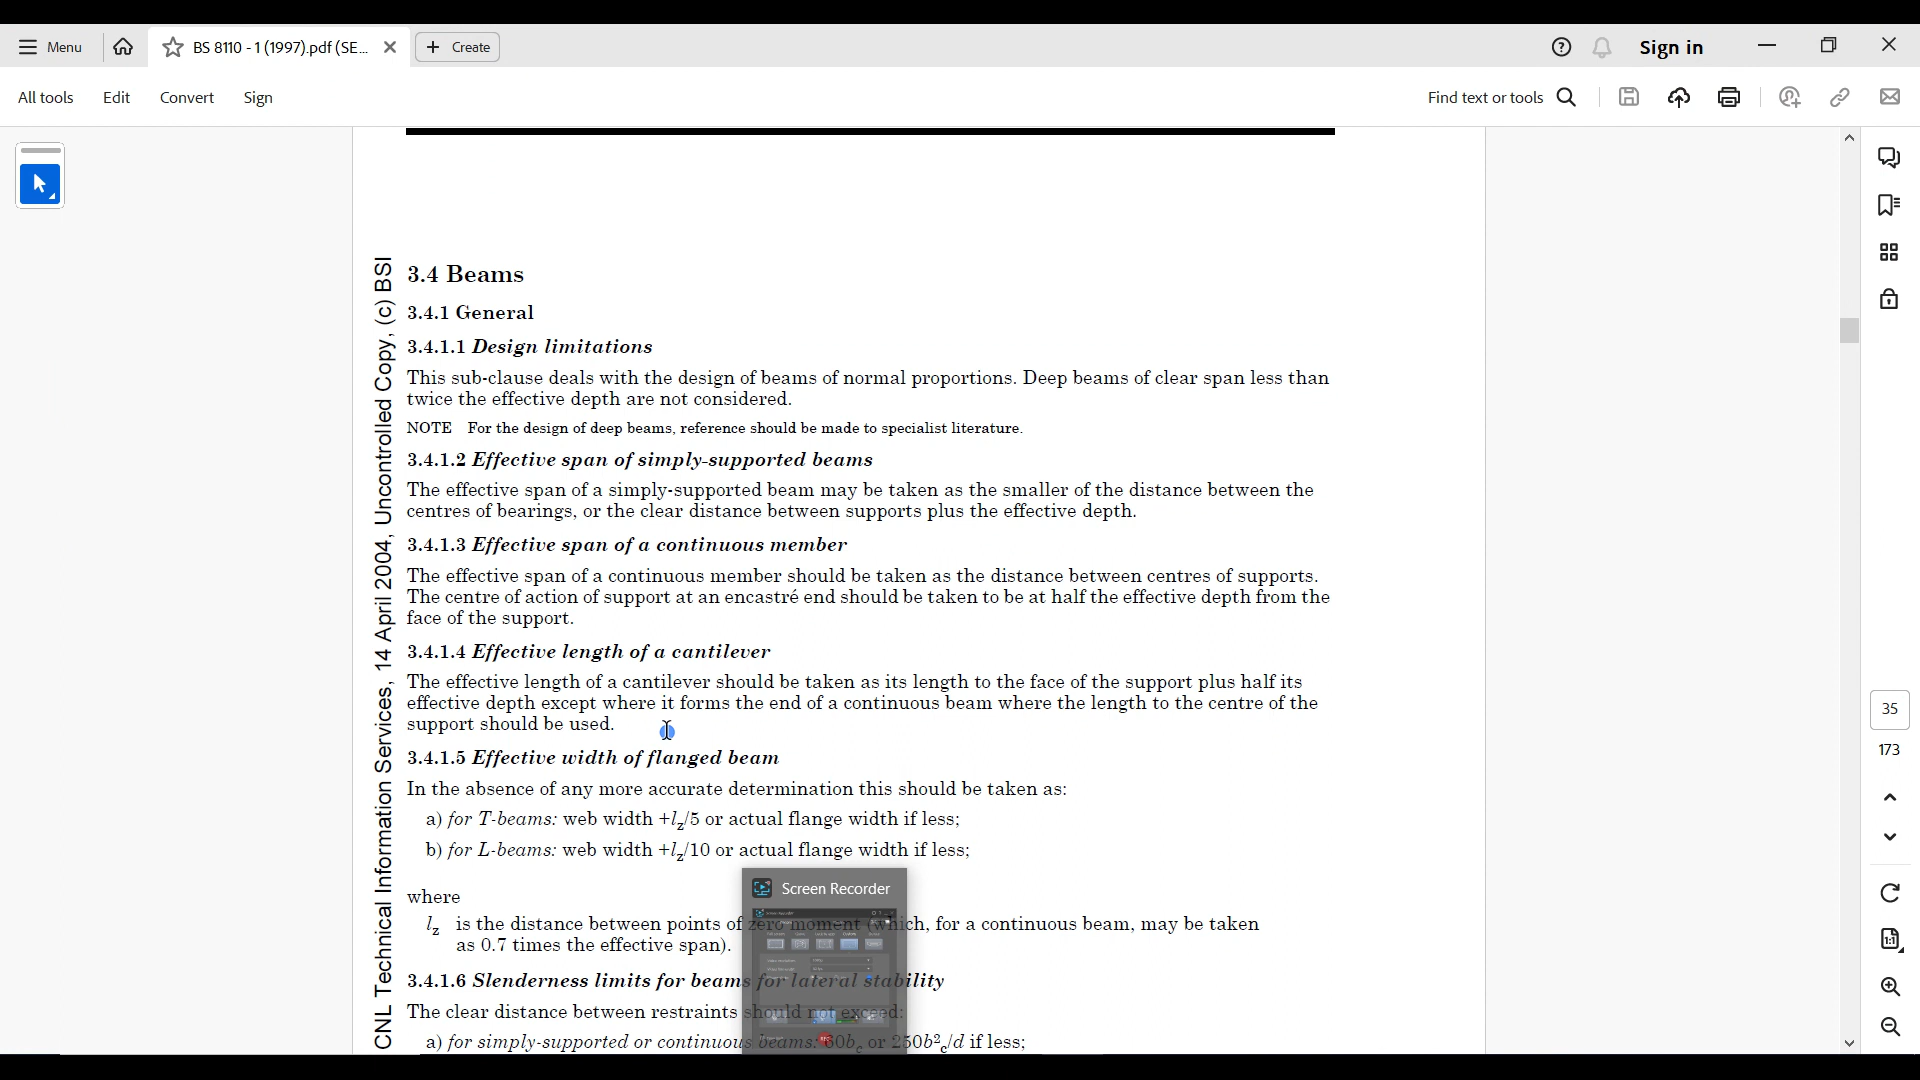 Menu
BS 8110 - 1 (1997).pdf (SE...
Create
Sign in
All tools
Edit
Convert
Sign
Find text or tools
CNL Technical Information Services, 14 April 2004, Uncontrolled Copy, (c) BSI
3.4 Beams
3.4.1 General
3.4.1.1 Design limitations
This sub-clause deals with the design of beams of normal proportions. Deep beams of clear span less than
twice the effective depth are not considered.
NOTE For the design of deep beams, reference should be made to specialist literature.
3.4.1.2 Effective span of simply-supported beams
The effective span of a simply-supported beam may be taken as the smaller of the distance between the
centres of bearings, or the clear distance between supports plus the effective depth.
3.4.1.3 Effective span of a continuous member
The effective span of a continuous member should be taken as the distance between centres of supports.
The centre of action of support at an encastré end should be taken to be at half the effective depth from the
face of the support.
3.4.1.4 Effective length of a cantilever
The effective length of a cantilever should be taken as its length to the face of the support plus half its
effective depth except where it forms the end of a continuous beam where the length to the centre of the
support should be used.
3.4.1.5 Effective width of flanged beam
In the absence of any more accurate determination this should be taken as:
a) for T-beams: web width +lz/5 or actual flange width if less;
b) for L-beams: web width +lz/10 or actual flange width if less;
where
lz is the distance between points of zero moment (which, for a continuous beam, may be taken
as 0.7 times the effective span).
3.4.1.6 Slenderness limits for beams for lateral stability
The clear distance between restraints should not exceed:
a) for simply-supported or continuous beams: 60bc or 250b²c/d if less;
Screen Recorder
35
173